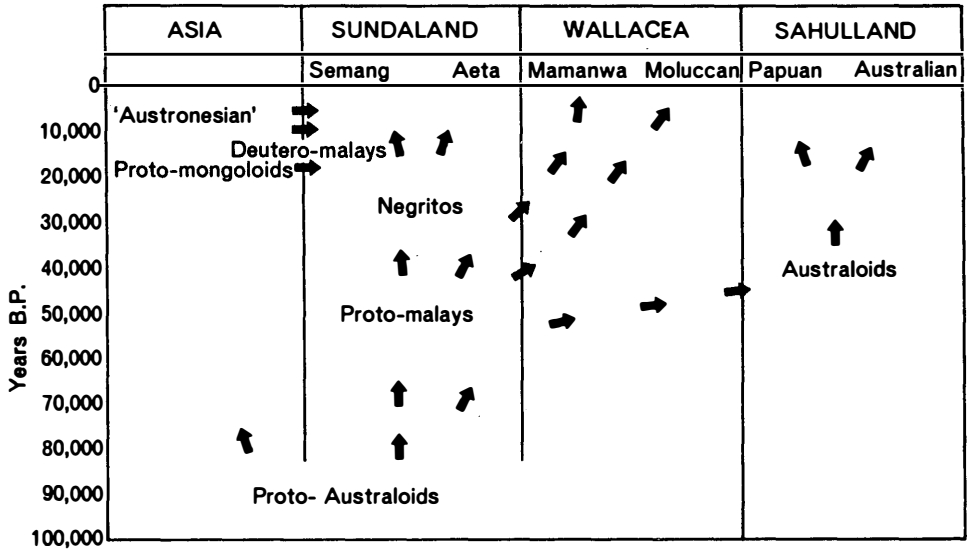 ASIA SUNDALAND WALLACEA SAHULLAND
Semang Aeta Mamanwa Moluccan Papuan Australian
0
'Austronesian'
10,000
Deutero-malays
Proto-mongoloids
20,000
Negritos
30,000
40,000
Australoids
50,000
Proto-malays
60,000
70,000
80,000
90,000
Proto- Australoids
100,000
Years B.P.